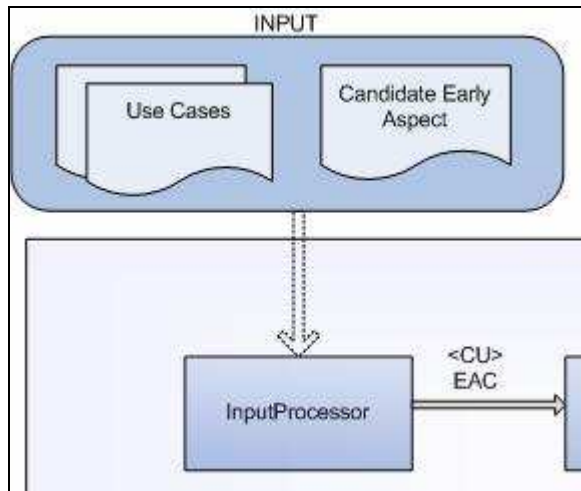 INPUT
Use Cases
Candidate Early
Aspect
<CU>
EAC
InputProcessor